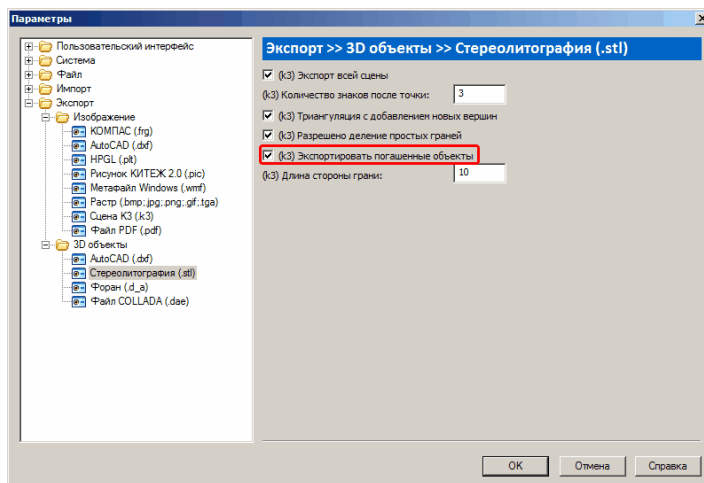 Параметры
Пользовательский интерфейс
Система
Файл
Импорт
Экспорт
Изображение
КОМПАС (.frg)
AutoCAD (.dxf)
HPGL (.plt)
Рисунок КИТЕЖ 2.0 (.pic)
Метафайл Windows (.wmf)
Растр (.bmp;.jpg;.png;.gif;.tga)
Сцена К3 (.k3)
Файл PDF (.pdf)
3D объекты
AutoCAD (.dxf)
Стереолитография (.stl)
Форан (.d_a)
Файл COLLADA (.dae)
Экспорт >> 3D объекты >> Стереолитография (.stl)
(k3) Экспорт всей сцены
(k3) Количество знаков после точки: 3
(k3) Триангуляция с добавлением новых вершин
(k3) Разрешено деление простых граней
(k3) Экспортировать погашенные объекты
(k3) Длина стороны грани: 10
OK Отмена Справка